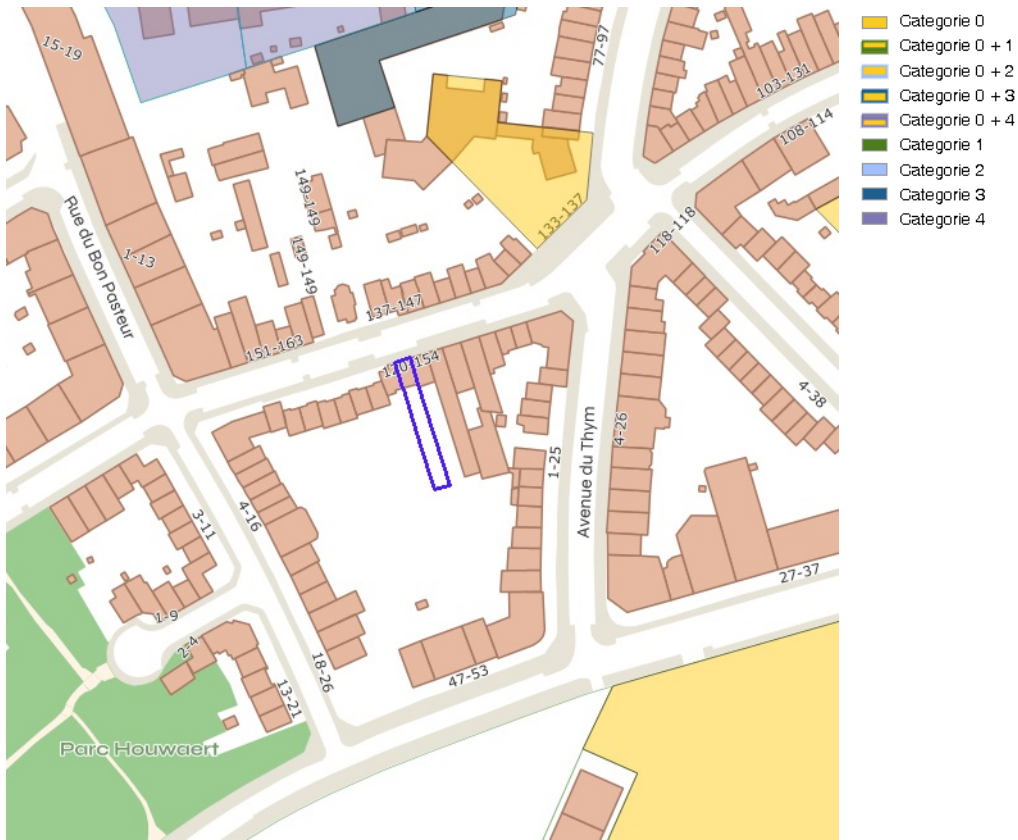 15-19
77-97
103-131
108-114
Rue du Bon Pasteur
149-149
133-137
118-118
1-13
149-149
137-147
151-163
120-154
4-38
4-26
1-25
Avenue du Thym
4-16
3-11
27-37
1-9
2-4
18-26
47-53
13-21
Parc Houwaert
Categorie 0
Categorie 0 + 1
Categorie 0 + 2
Categorie 0 + 3
Categorie 0 + 4
Categorie 1
Categorie 2
Categorie 3
Categorie 4